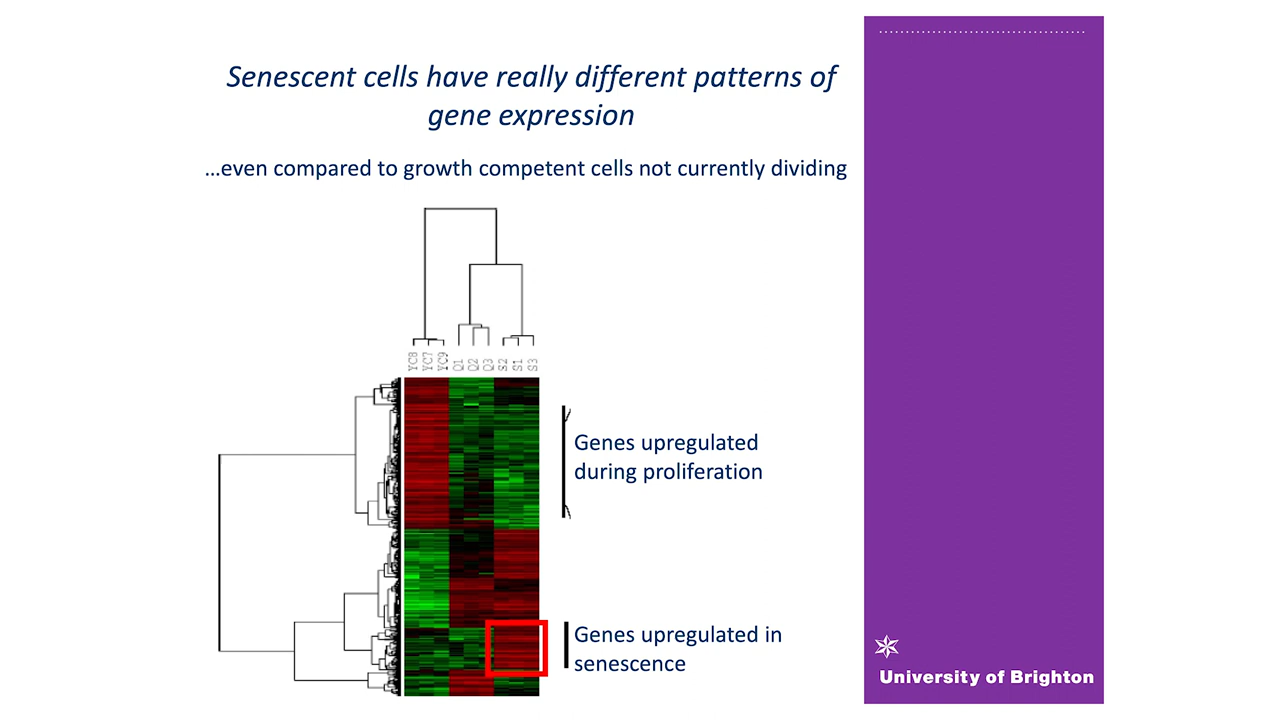 Senescent cells have really different patterns of
gene expression
...even compared to growth competent cells not currently dividing
YC8 YC7 YC9 Q1 Q2 Q3 S2 S1 S3
Genes upregulated
during proliferation
Genes upregulated in
senescence
University of Brighton